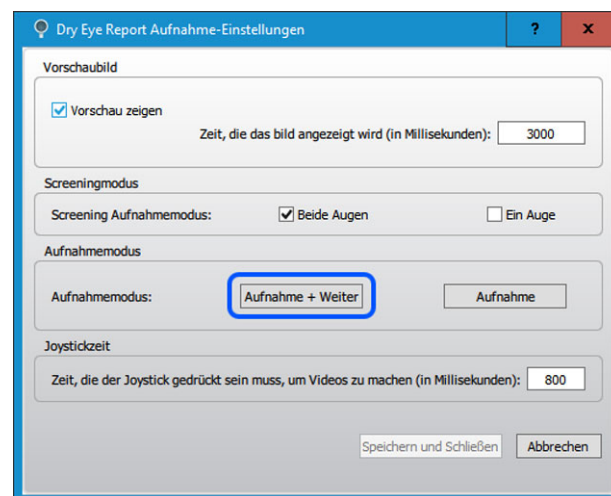 Dry Eye Report Aufnahme-Einstellungen ? x
Vorschaubild
Vorschau zeigen
Zeit, die das bild angezeigt wird (in Millisekunden): 3000
Screeningmodus
Screening Aufnahmemodus: Beide Augen Ein Auge
Aufnahmemodus
Aufnahmemodus: Aufnahme + Weiter Aufnahme
Joystickzeit
Zeit, die der Joystick gedrückt sein muss, um Videos zu machen (in Millisekunden): 800
Speichern und Schließen Abbrechen